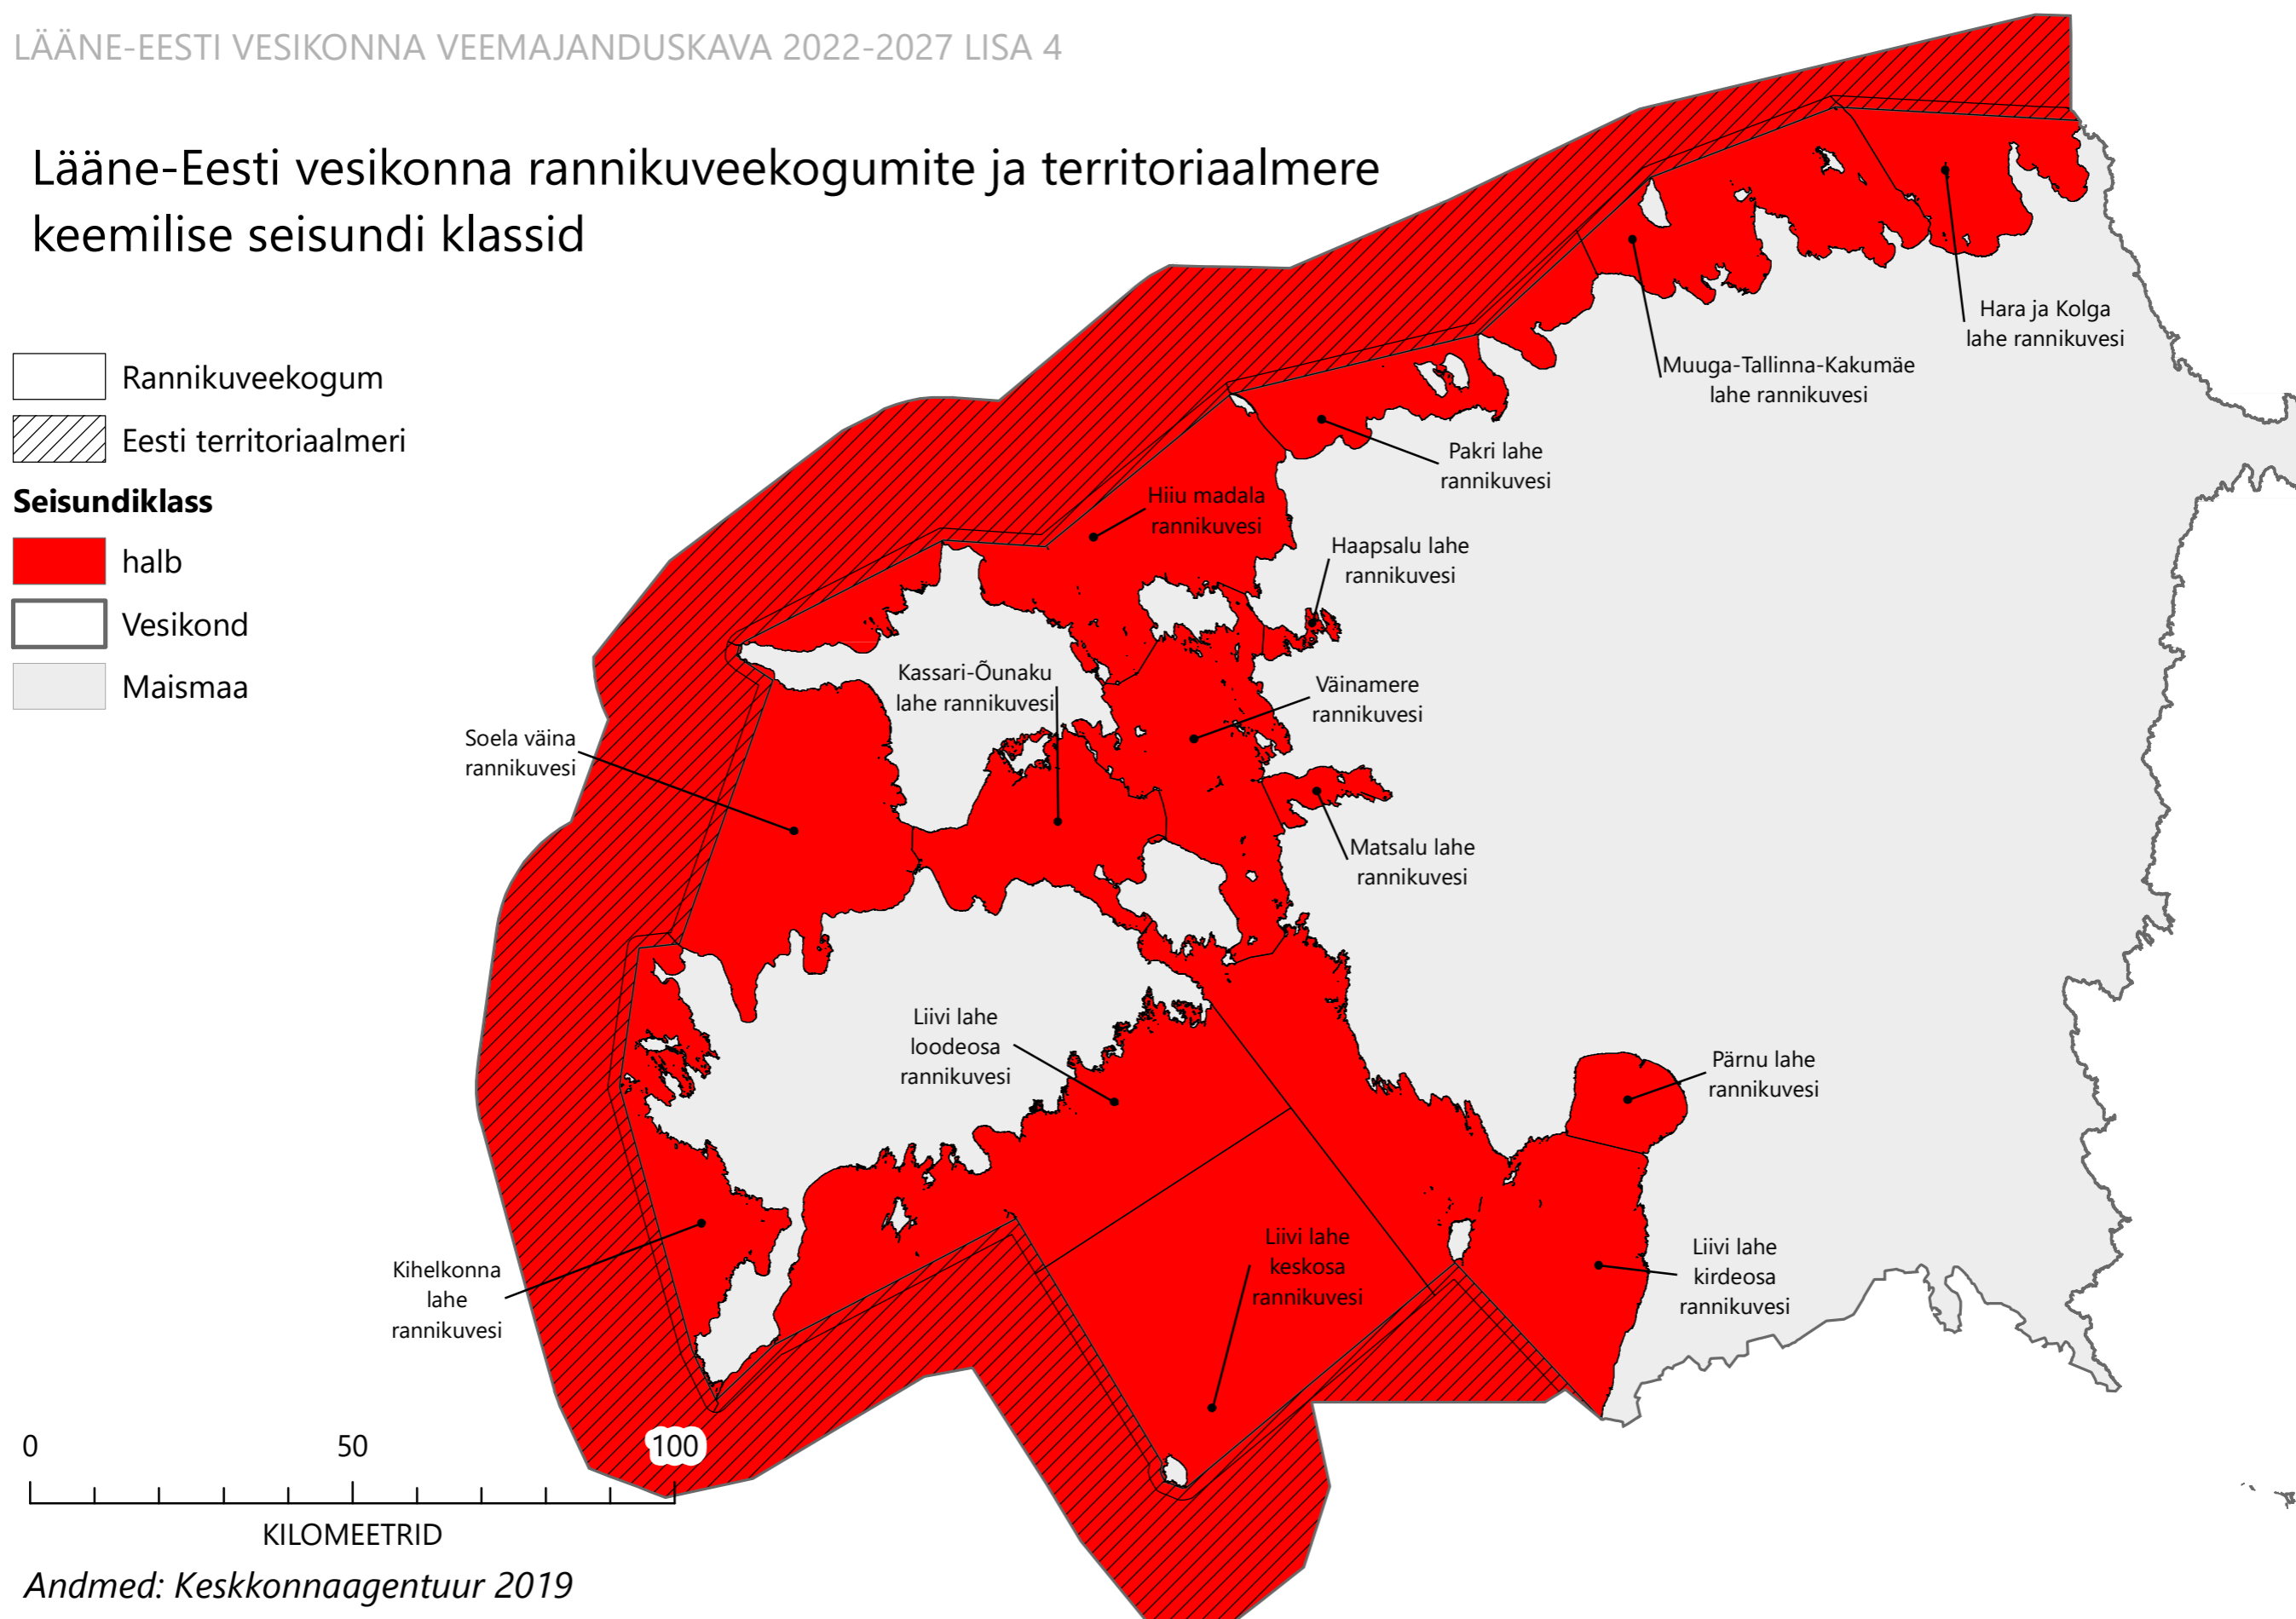 LÄÄNE-EESTI VESIKONNA VEEMAJANDUSKAVA 2022-2027 LISA 4
Lääne-Eesti vesikonna rannikuveekogumite ja territoriaalmere
keemilise seisundi klassid
Rannikuveekogum
Eesti territoriaalmeri
Seisundiklass
halb
Vesikond
Maismaa
Hara ja Kolga
lahe rannikuvesi
Muuga-Tallinna-Kakumäe
lahe rannikuvesi
Pakri lahe
rannikuvesi
Hiiu madala
rannikuvesi
Haapsalu lahe
rannikuvesi
Kassari-Õunaku
lahe rannikuvesi
Väinamere
rannikuvesi
Soela väina
rannikuvesi
Matsalu lahe
rannikuvesi
Liivi lahe
loodeosa
rannikuvesi
Pärnu lahe
rannikuvesi
Liivi lahe
keskosa
rannikuvesi
Liivi lahe
kirdeosa
rannikuvesi
Kihelkonna
lahe
rannikuvesi
0 50 100
KILOMEETRID
Andmed: Keskkonnaagentuur 2019